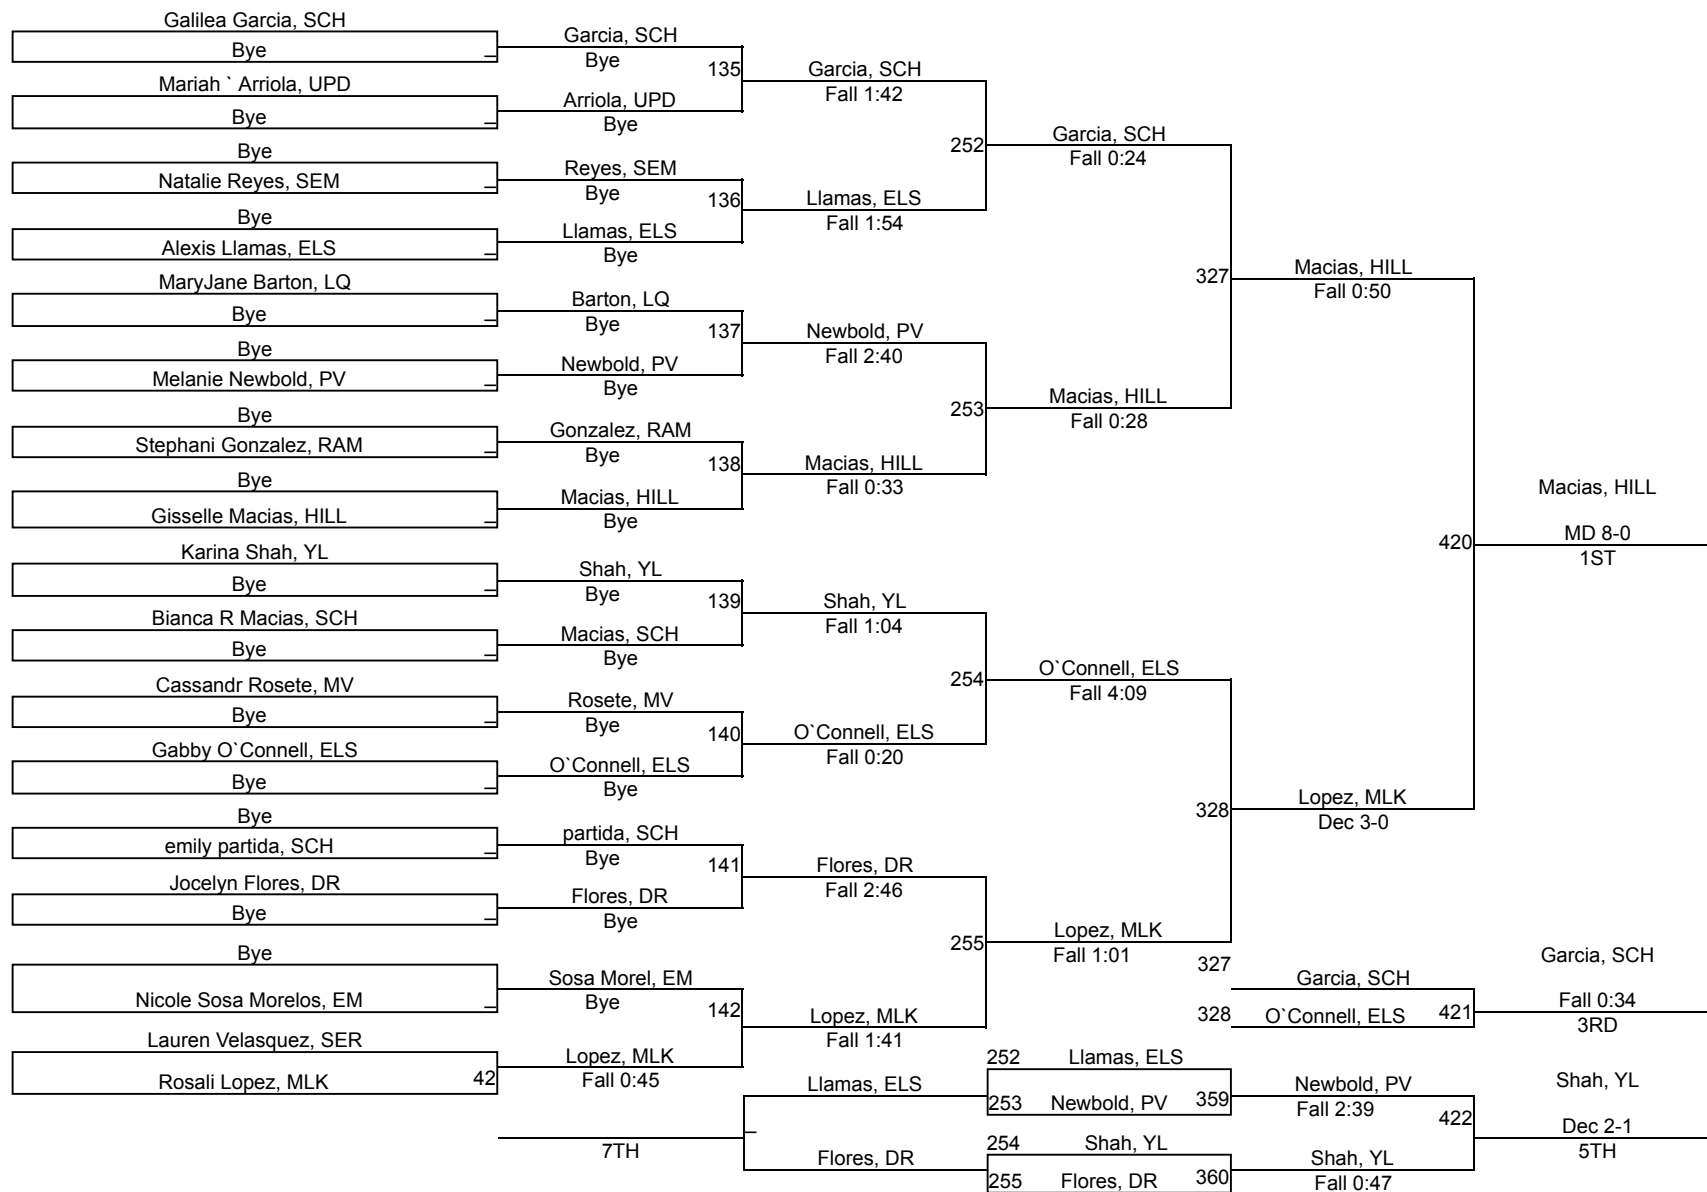 Galilea Garcia, SCH
Bye
Mariah ` Arriola, UPD
Bye
Bye
Natalie Reyes, SEM
Bye
Alexis Llamas, ELS
MaryJane Barton, LQ
Bye
Bye
Melanie Newbold, PV
Bye
Stephani Gonzalez, RAM
Bye
Gisselle Macias, HILL
Karina Shah, YL
Bye
Bianca R Macias, SCH
Bye
Cassandr Rosete, MV
Bye
Gabby O`Connell, ELS
Bye
Bye
emily partida, SCH
Jocelyn Flores, DR
Bye
Bye
Nicole Sosa Morelos, EM
Lauren Velasquez, SER
Rosali Lopez, MLK
42
Garcia, SCH
Bye
135
Arriola, UPD
Bye
Reyes, SEM
Bye
136
Llamas, ELS
Bye
Barton, LQ
Bye
137
Newbold, PV
Bye
Gonzalez, RAM
Bye
138
Macias, HILL
Bye
Shah, YL
Bye
139
Macias, SCH
Bye
Rosete, MV
Bye
140
O`Connell, ELS
Bye
partida, SCH
Bye
141
Flores, DR
Bye
Sosa Morel, EM
Bye
142
Lopez, MLK
Fall 0:45
Garcia, SCH
Fall 1:42
252
Llamas, ELS
Fall 1:54
Newbold, PV
Fall 2:40
253
Macias, HILL
Fall 0:33
Shah, YL
Fall 1:04
254
O`Connell, ELS
Fall 0:20
Flores, DR
Fall 2:46
255
Lopez, MLK
Fall 1:41
Garcia, SCH
Fall 0:24
327
Macias, HILL
Fall 0:28
O`Connell, ELS
Fall 4:09
328
Lopez, MLK
Fall 1:01
Macias, HILL
Fall 0:50
420
Lopez, MLK
Dec 3-0
Macias, HILL
MD 8-0
1ST
327
Garcia, SCH
328
O`Connell, ELS
421
Garcia, SCH
Fall 0:34
3RD
252
Llamas, ELS
253
Newbold, PV
359
Newbold, PV
Fall 2:39
254
Shah, YL
255
Flores, DR
360
Shah, YL
Fall 0:47
422
Shah, YL
Dec 2-1
5TH
Llamas, ELS
Flores, DR
7TH